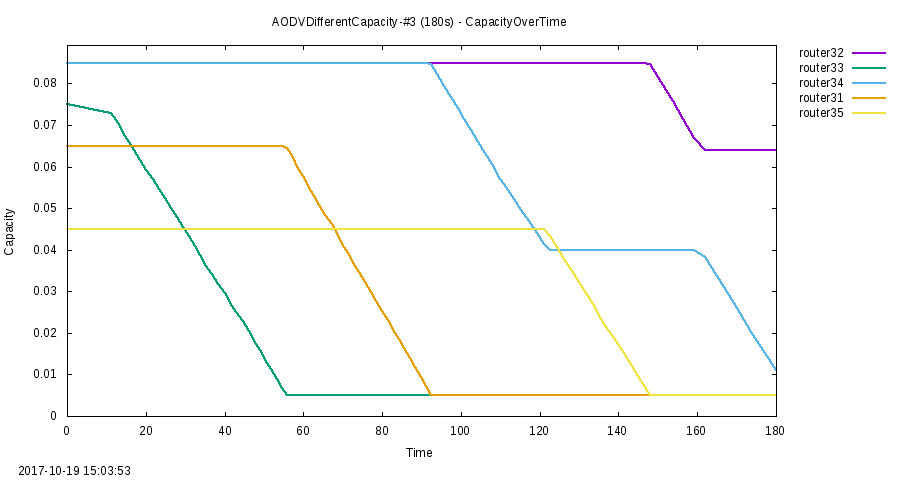 AODVDifferentCapacity-#3 (180s) - CapacityOverTime
router32
router33
router34
router31
router35
0.08
0.07
0.06
0.05
0.04
0.03
0.02
0.01
0
Capacity
0 20 40 60 80 100 120 140 160 180
Time
2017-10-19 15:03:53